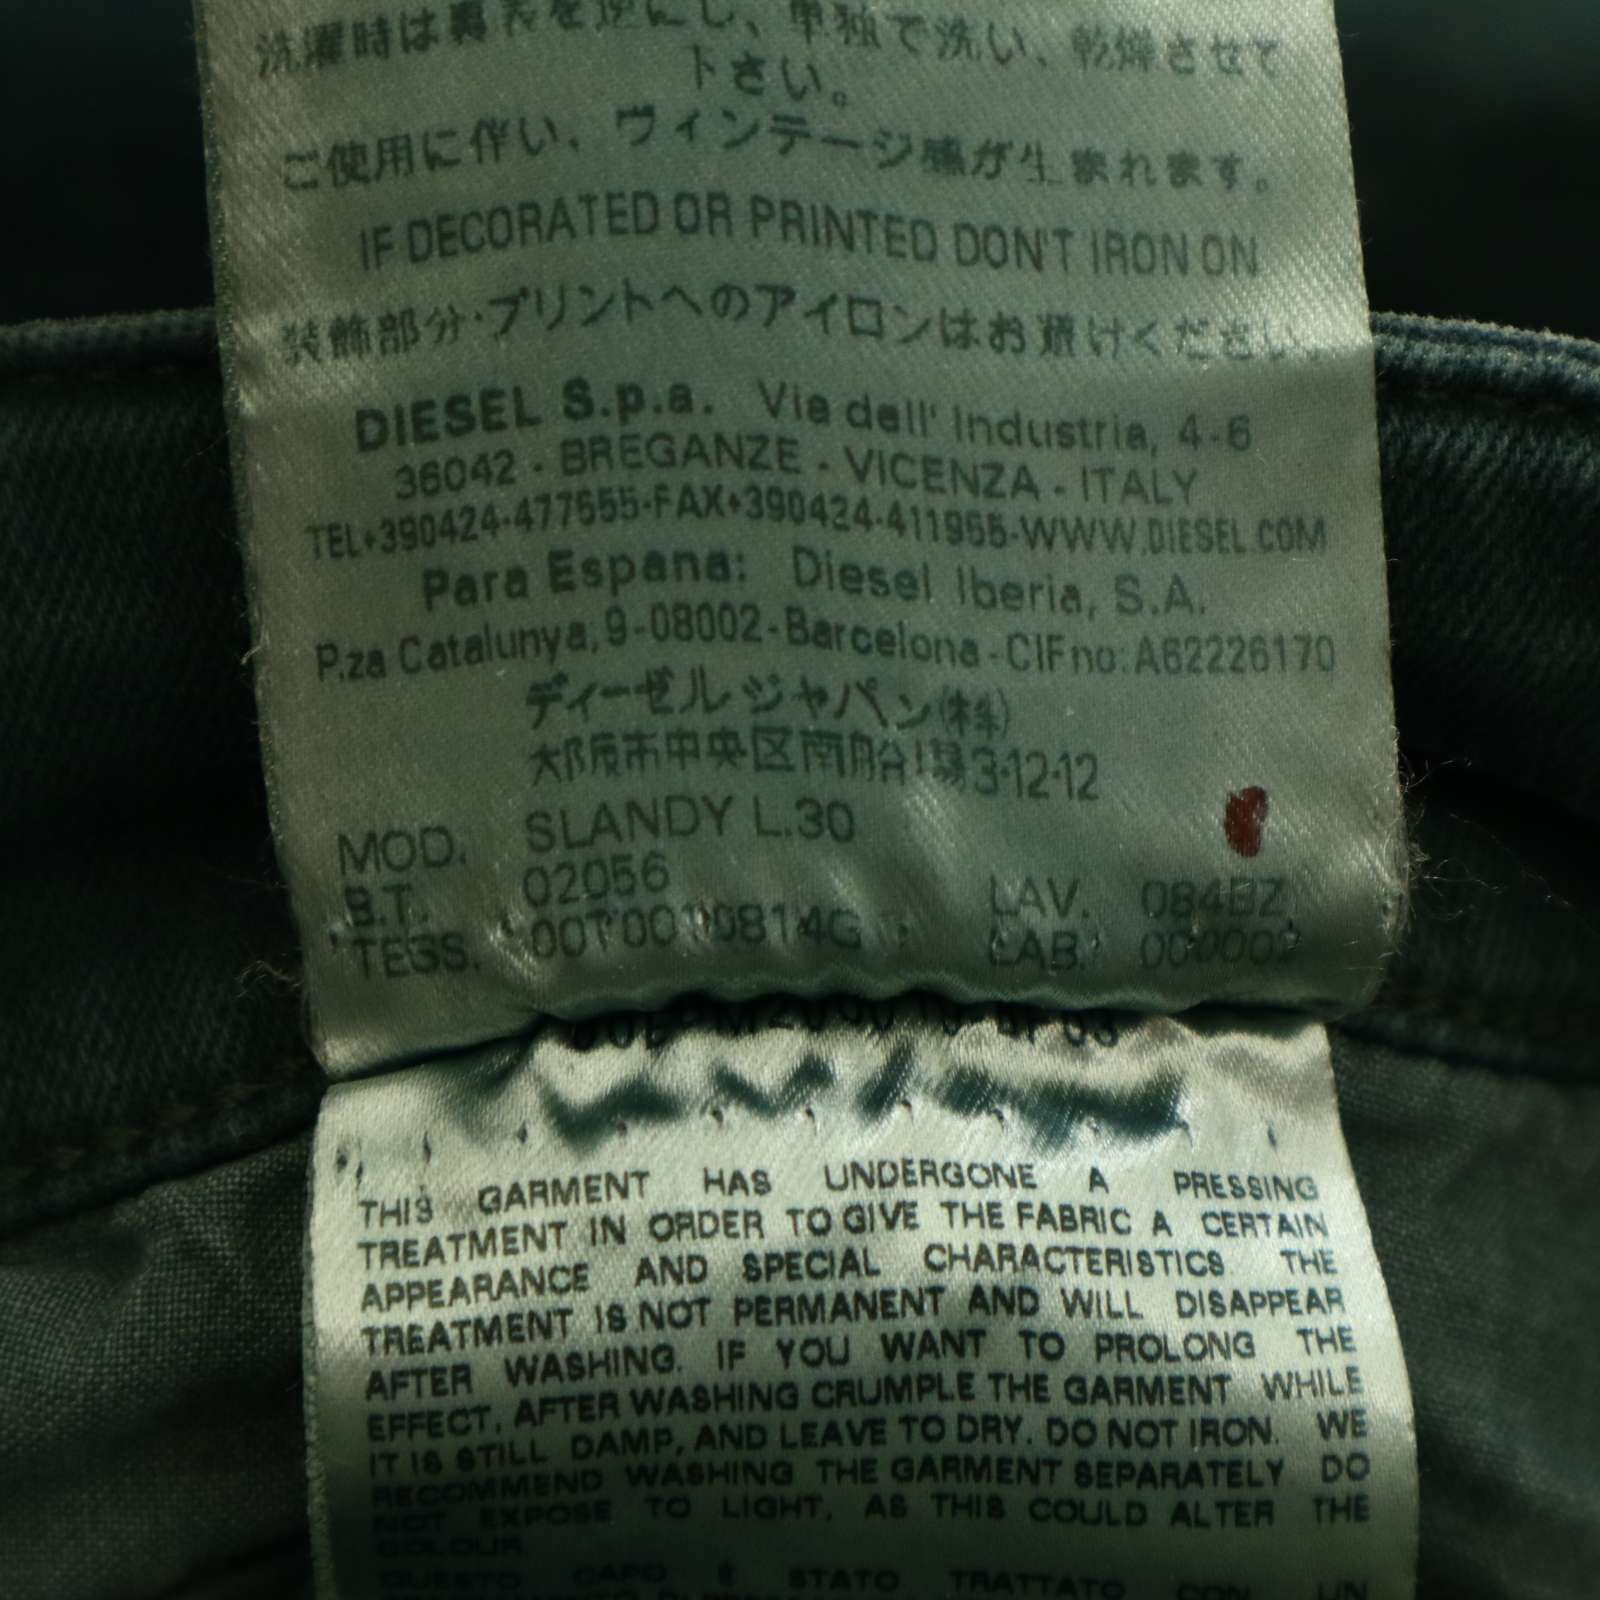 洗濯時は裏表を逆にし、単独で洗い、乾燥させて
下さい。
ご使用に伴い、ヴィンテージ感が生まれます。
IF DECORATED OR PRINTED DON'T IRON ON
装飾部分・プリントへのアイロンはお避けください。
DIESEL S.p.a. Via dell' Industria, 4-6
36042 - BREGANZE - VICENZA - ITALY
TEL+390424-477555-FAX+390424-411955-WWW.DIESEL.COM
Para Espana: Diesel Iberia, S.A.
P.za Catalunya, 9-08002-Barcelona-CIF no: A62226170
ディーゼル ジャパン(株)
大阪市中央区南船場3-12-12
MOD. SLANDY L.30
B.T. 02056
LAV. 084BZ
TESS. 00T0019814G
LAB. 000002
THIS GARMENT HAS UNDERGONE A PRESSING
TREATMENT IN ORDER TO GIVE THE FABRIC A CERTAIN
APPEARANCE AND SPECIAL CHARACTERISTICS. THE
TREATMENT IS NOT PERMANENT AND WILL DISAPPEAR
AFTER WASHING. IF YOU WANT TO PROLONG THE
EFFECT, AFTER WASHING CRUMPLE THE GARMENT WHILE
IT IS STILL DAMP, AND LEAVE TO DRY. DO NOT IRON. WE
RECOMMEND WASHING THE GARMENT SEPARATELY DO
NOT EXPOSE TO LIGHT, AS THIS COULD ALTER THE
COLOUR
QUESTO CAPO È STATO TRATTATO CON UN